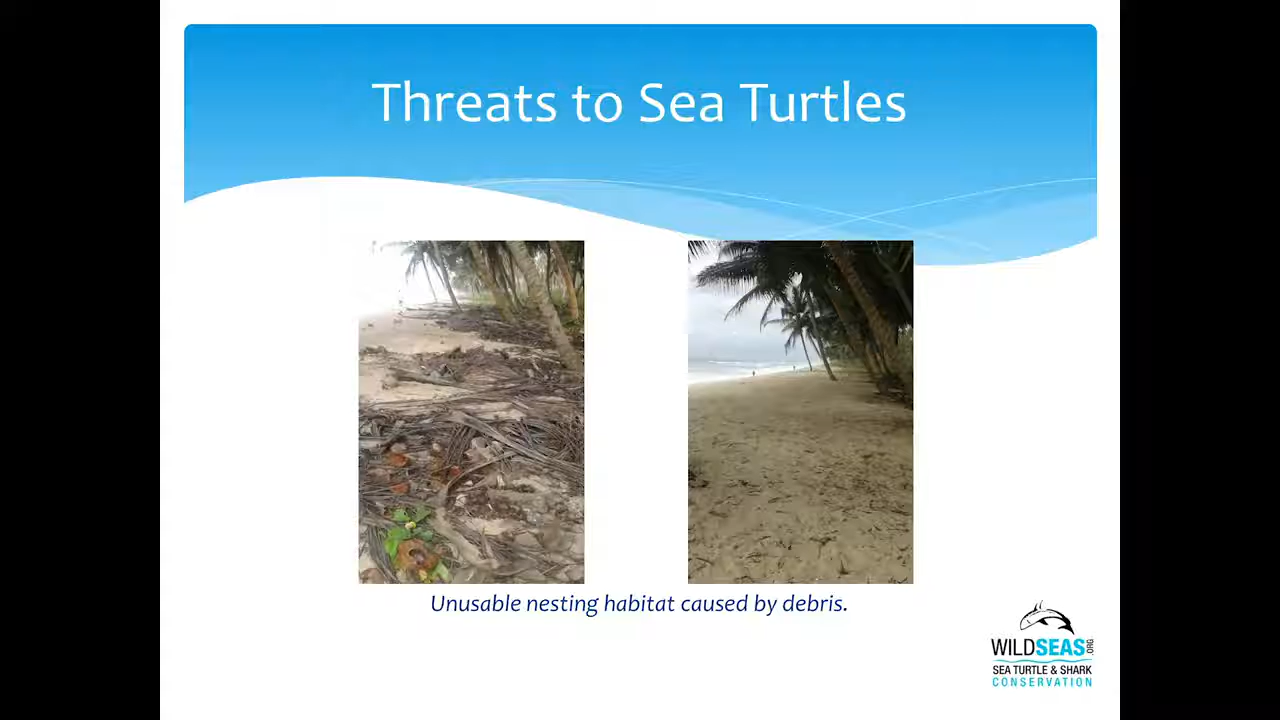 Threats to Sea Turtles
Unusable nesting habitat caused by debris.
WILDSEAS.ORG
SEA TURTLE & SHARK
CONSERVATION